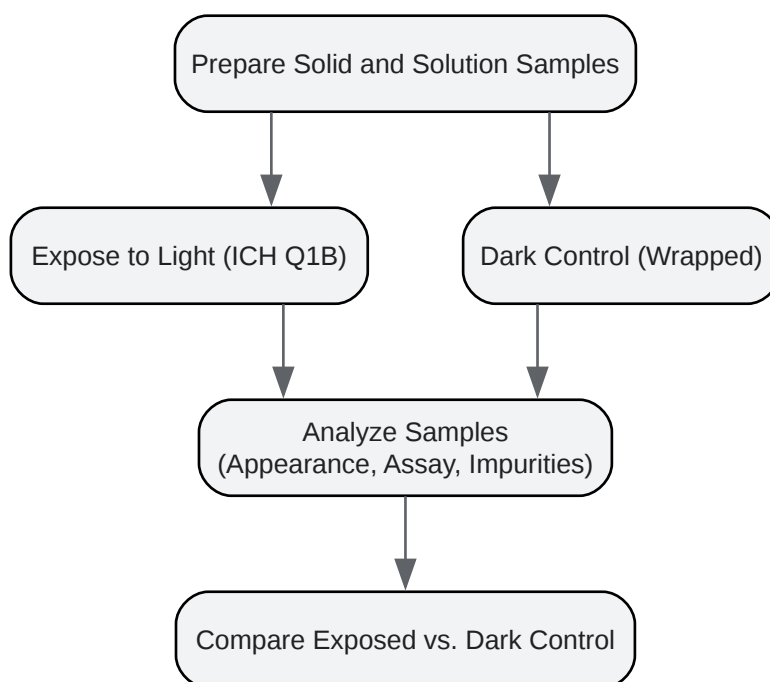 Prepare Solid and Solution Samples
Expose to Light (ICH Q1B)
Dark Control (Wrapped)
Analyze Samples
(Appearance, Assay, Impurities)
Compare Exposed vs. Dark Control